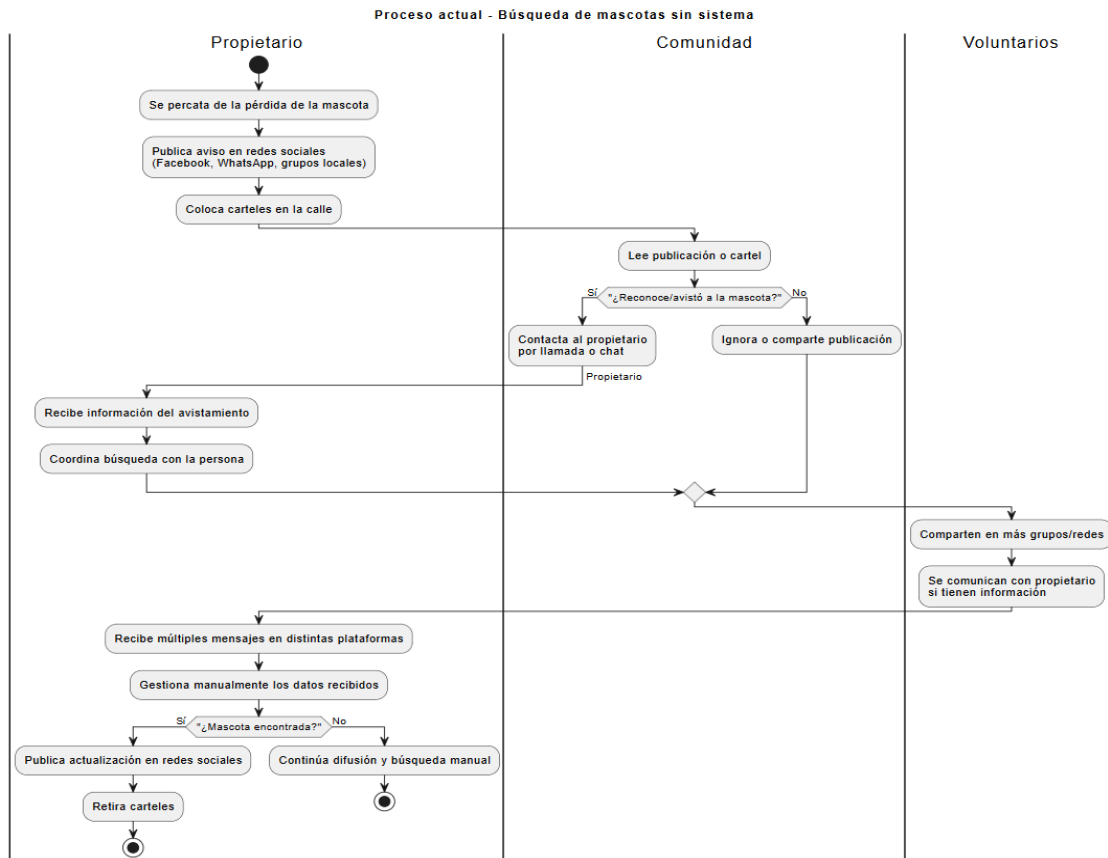 Proceso actual - Búsqueda de mascotas sin sistema
Propietario
Comunidad
Voluntarios
Se percata de la pérdida de la mascota
Publica aviso en redes sociales
(Facebook, WhatsApp, grupos locales)
Coloca carteles en la calle
Lee publicación o cartel
Sí
"¿Reconoce/avistó a la mascota?"
No
Contacta al propietario
por llamada o chat
Ignora o comparte publicación
Propietario
Recibe información del avistamiento
Coordina búsqueda con la persona
Comparten en más grupos/redes
Se comunican con propietario
si tienen información
Recibe múltiples mensajes en distintas plataformas
Gestiona manualmente los datos recibidos
Sí
"¿Mascota encontrada?"
No
Publica actualización en redes sociales
Continúa difusión y búsqueda manual
Retira carteles